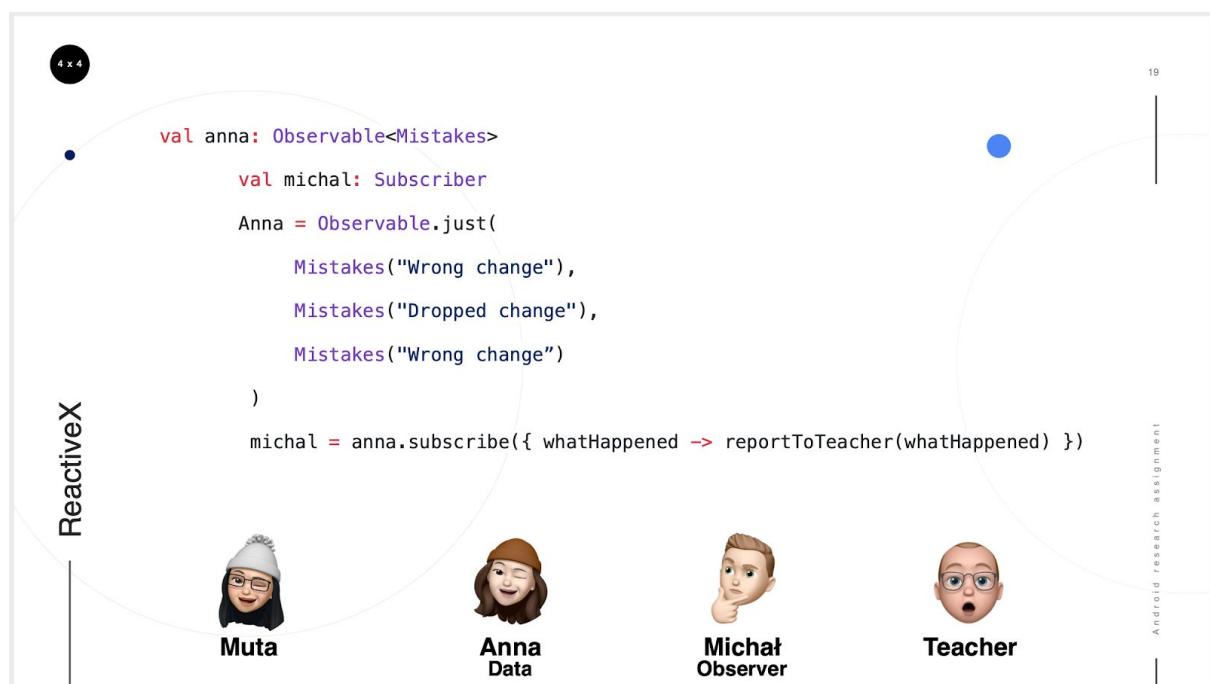 4 x 4
19
val anna: Observable<Mistakes>
val michal: Subscriber
Anna = Observable.just(
Mistakes("Wrong change"),
Mistakes("Dropped change"),
Mistakes("Wrong change”)
)
michal = anna.subscribe({ whatHappened -> reportToTeacher(whatHappened) })
ReactiveX
Android research assignment
Muta
Anna
Data
Michał
Observer
Teacher